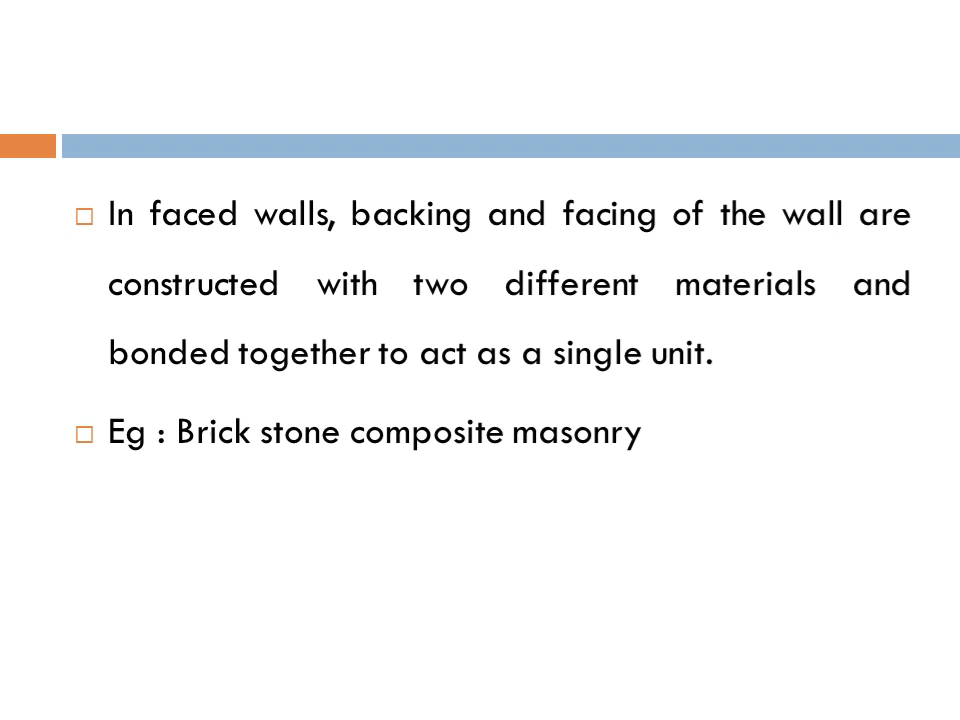 In faced walls, backing and facing of the wall are
constructed with two different materials and
bonded together to act as a single unit.
Eg : Brick stone composite masonry